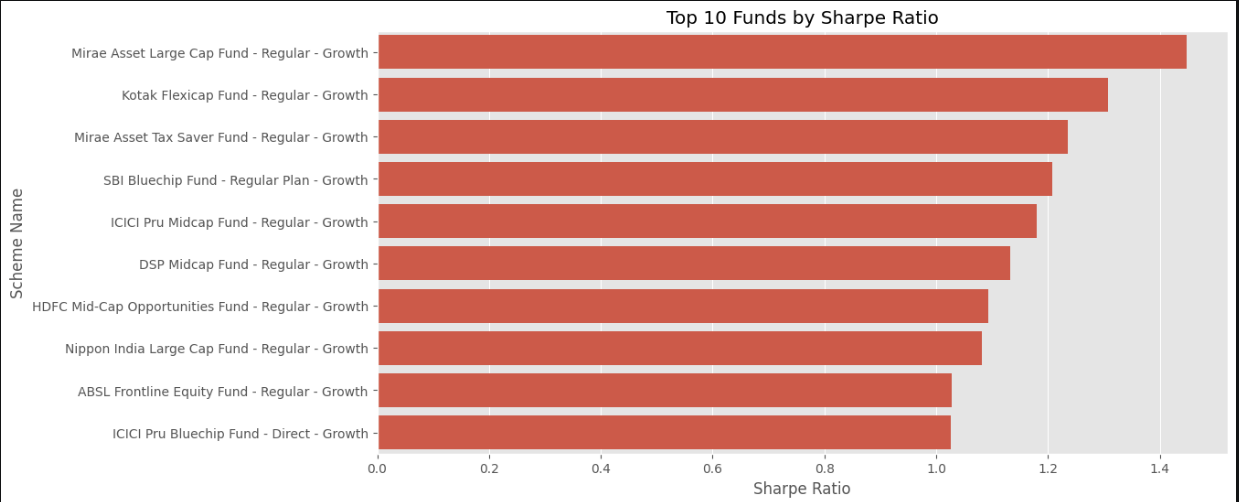 Top 10 Funds by Sharpe Ratio
Scheme Name
Mirae Asset Large Cap Fund - Regular - Growth
Kotak Flexicap Fund - Regular - Growth
Mirae Asset Tax Saver Fund - Regular - Growth
SBI Bluechip Fund - Regular Plan - Growth
ICICI Pru Midcap Fund - Regular - Growth
DSP Midcap Fund - Regular - Growth
HDFC Mid-Cap Opportunities Fund - Regular - Growth
Nippon India Large Cap Fund - Regular - Growth
ABSL Frontline Equity Fund - Regular - Growth
ICICI Pru Bluechip Fund - Direct - Growth
0.0 0.2 0.4 0.6 0.8 1.0 1.2 1.4
Sharpe Ratio